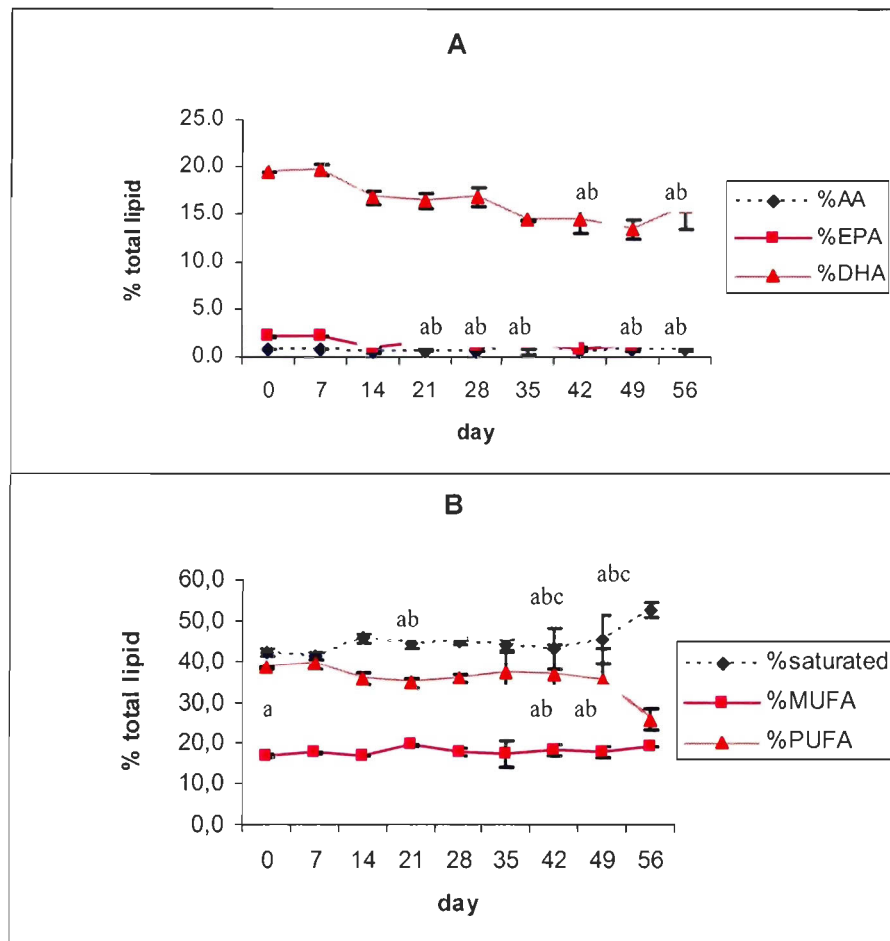 A
25.0
20.0
15.0
10.0
5.0
0.0
% total lipid
ab ab
ab ab ab ab ab
0 7 14 21 28 35 42 49 56
day
%AA
%EPA
%DHA
B
60,0
50,0
40,0
30,0
20,0
10,0
0,0
% total lipid
abc
abc
ab
a
ab ab
0 7 14 21 28 35 42 49 56
day
%saturated
%MUFA
%PUFA